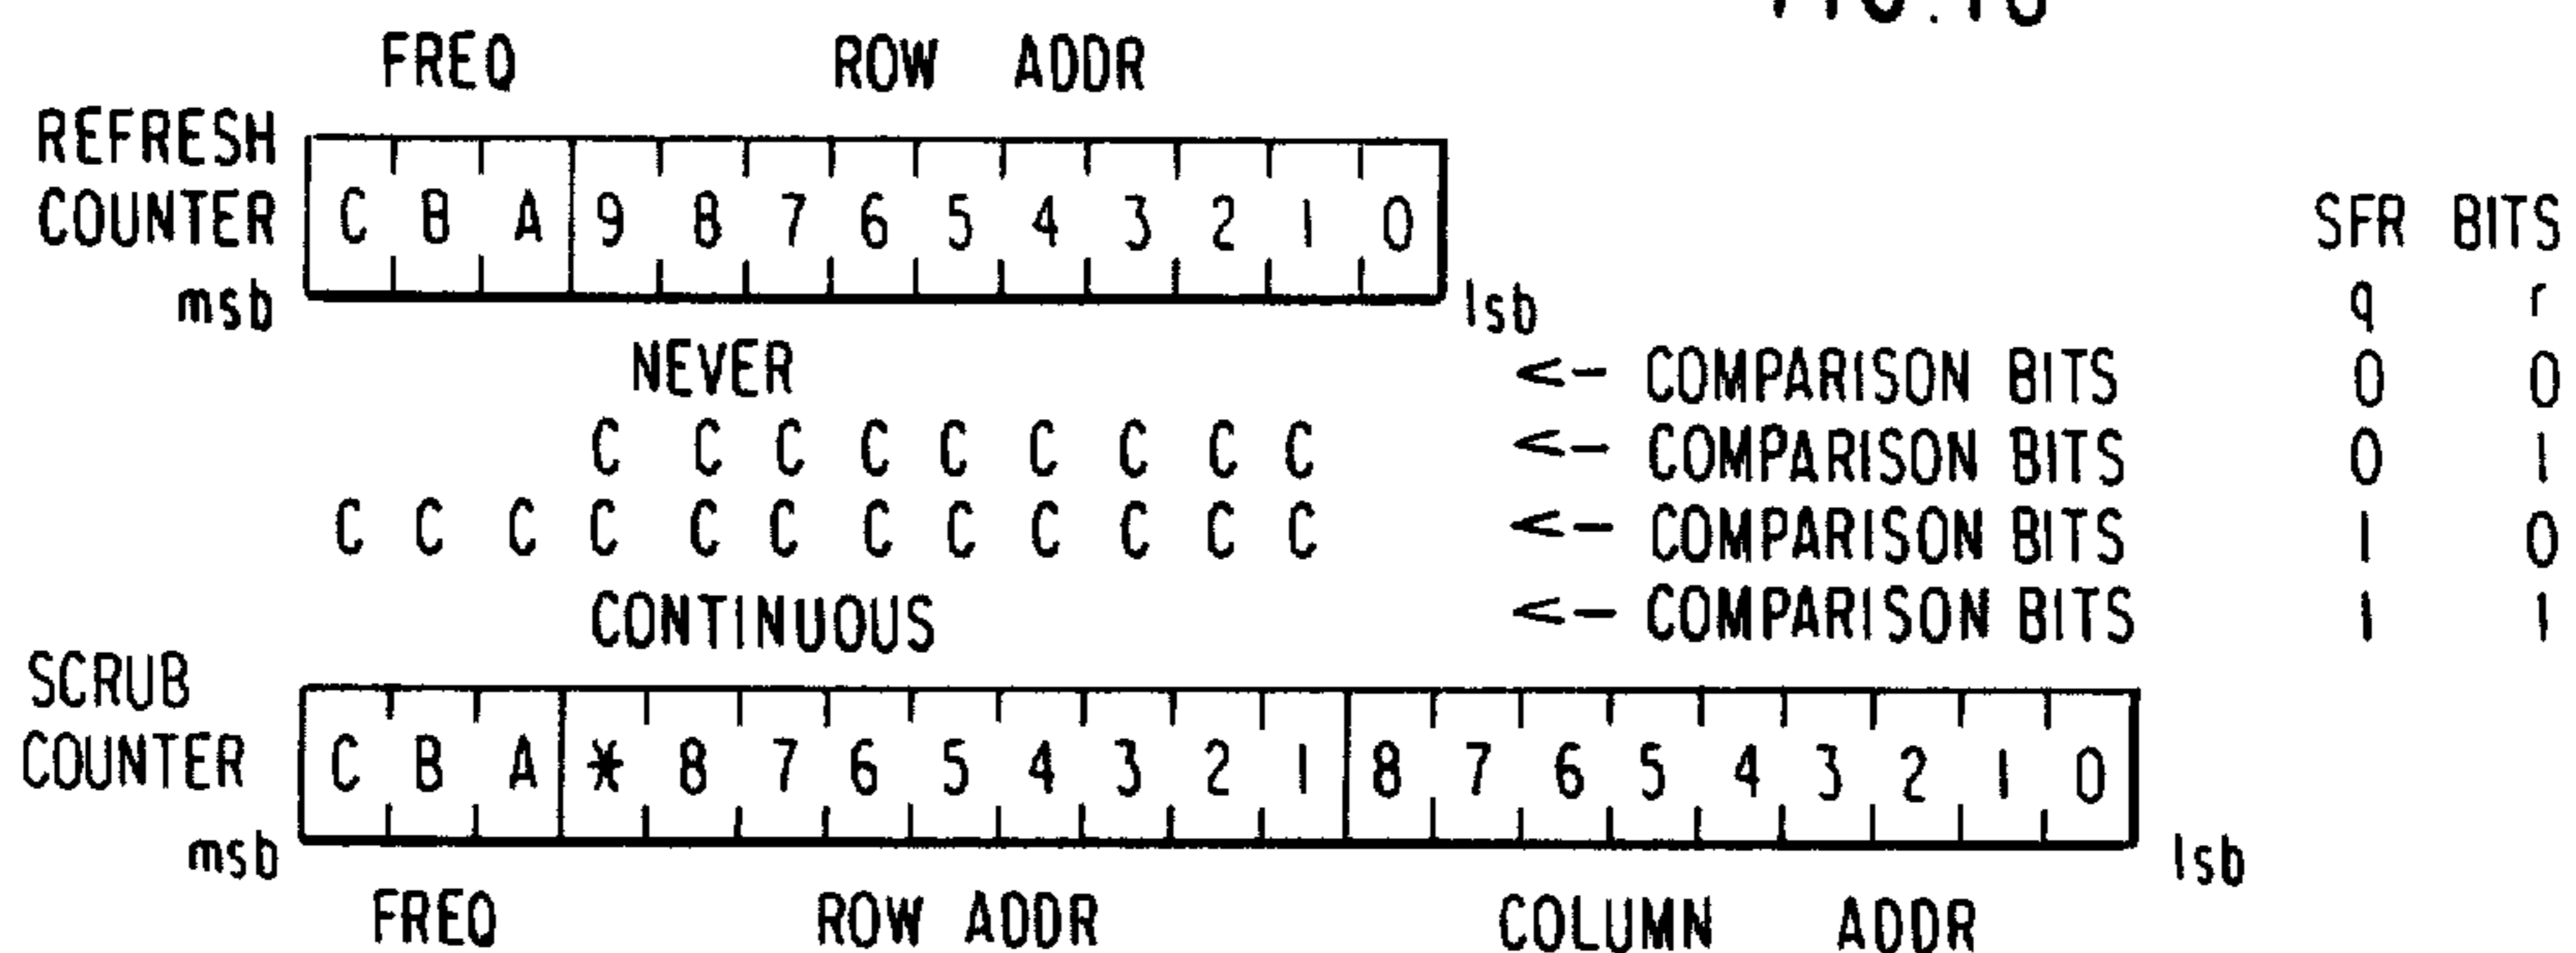 FREQ ROW ADDR
REFRESH
COUNTER C B A 9 8 7 6 5 4 3 2 1 0 SFR BITS
msb lsb q r
NEVER <- COMPARISON BITS 0 0
C C C C C C C C C <- COMPARISON BITS 0 1
C C C C C C C C C C C C <- COMPARISON BITS 1 0
CONTINUOUS <- COMPARISON BITS 1 1
SCRUB
COUNTER C B A * 8 7 6 5 4 3 2 1 8 7 6 5 4 3 2 1 0
msb lsb
FREQ ROW ADDR COLUMN ADDR